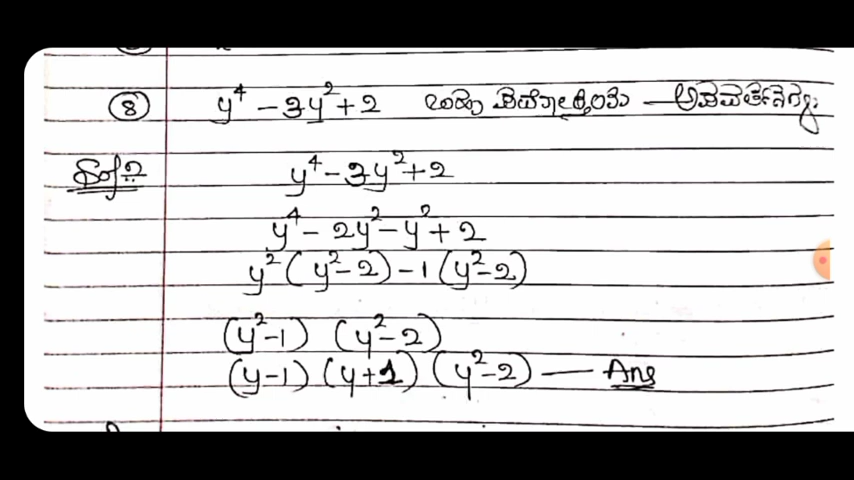 ⑧ y⁴ - 3y² + 2
y⁴ - 3y² + 2
y⁴ - 2y² - y² + 2
y² (y² - 2) - 1 (y² - 2)
(y² - 1) (y² - 2)
(y - 1) (y + 1) (y² - 2) — Ans